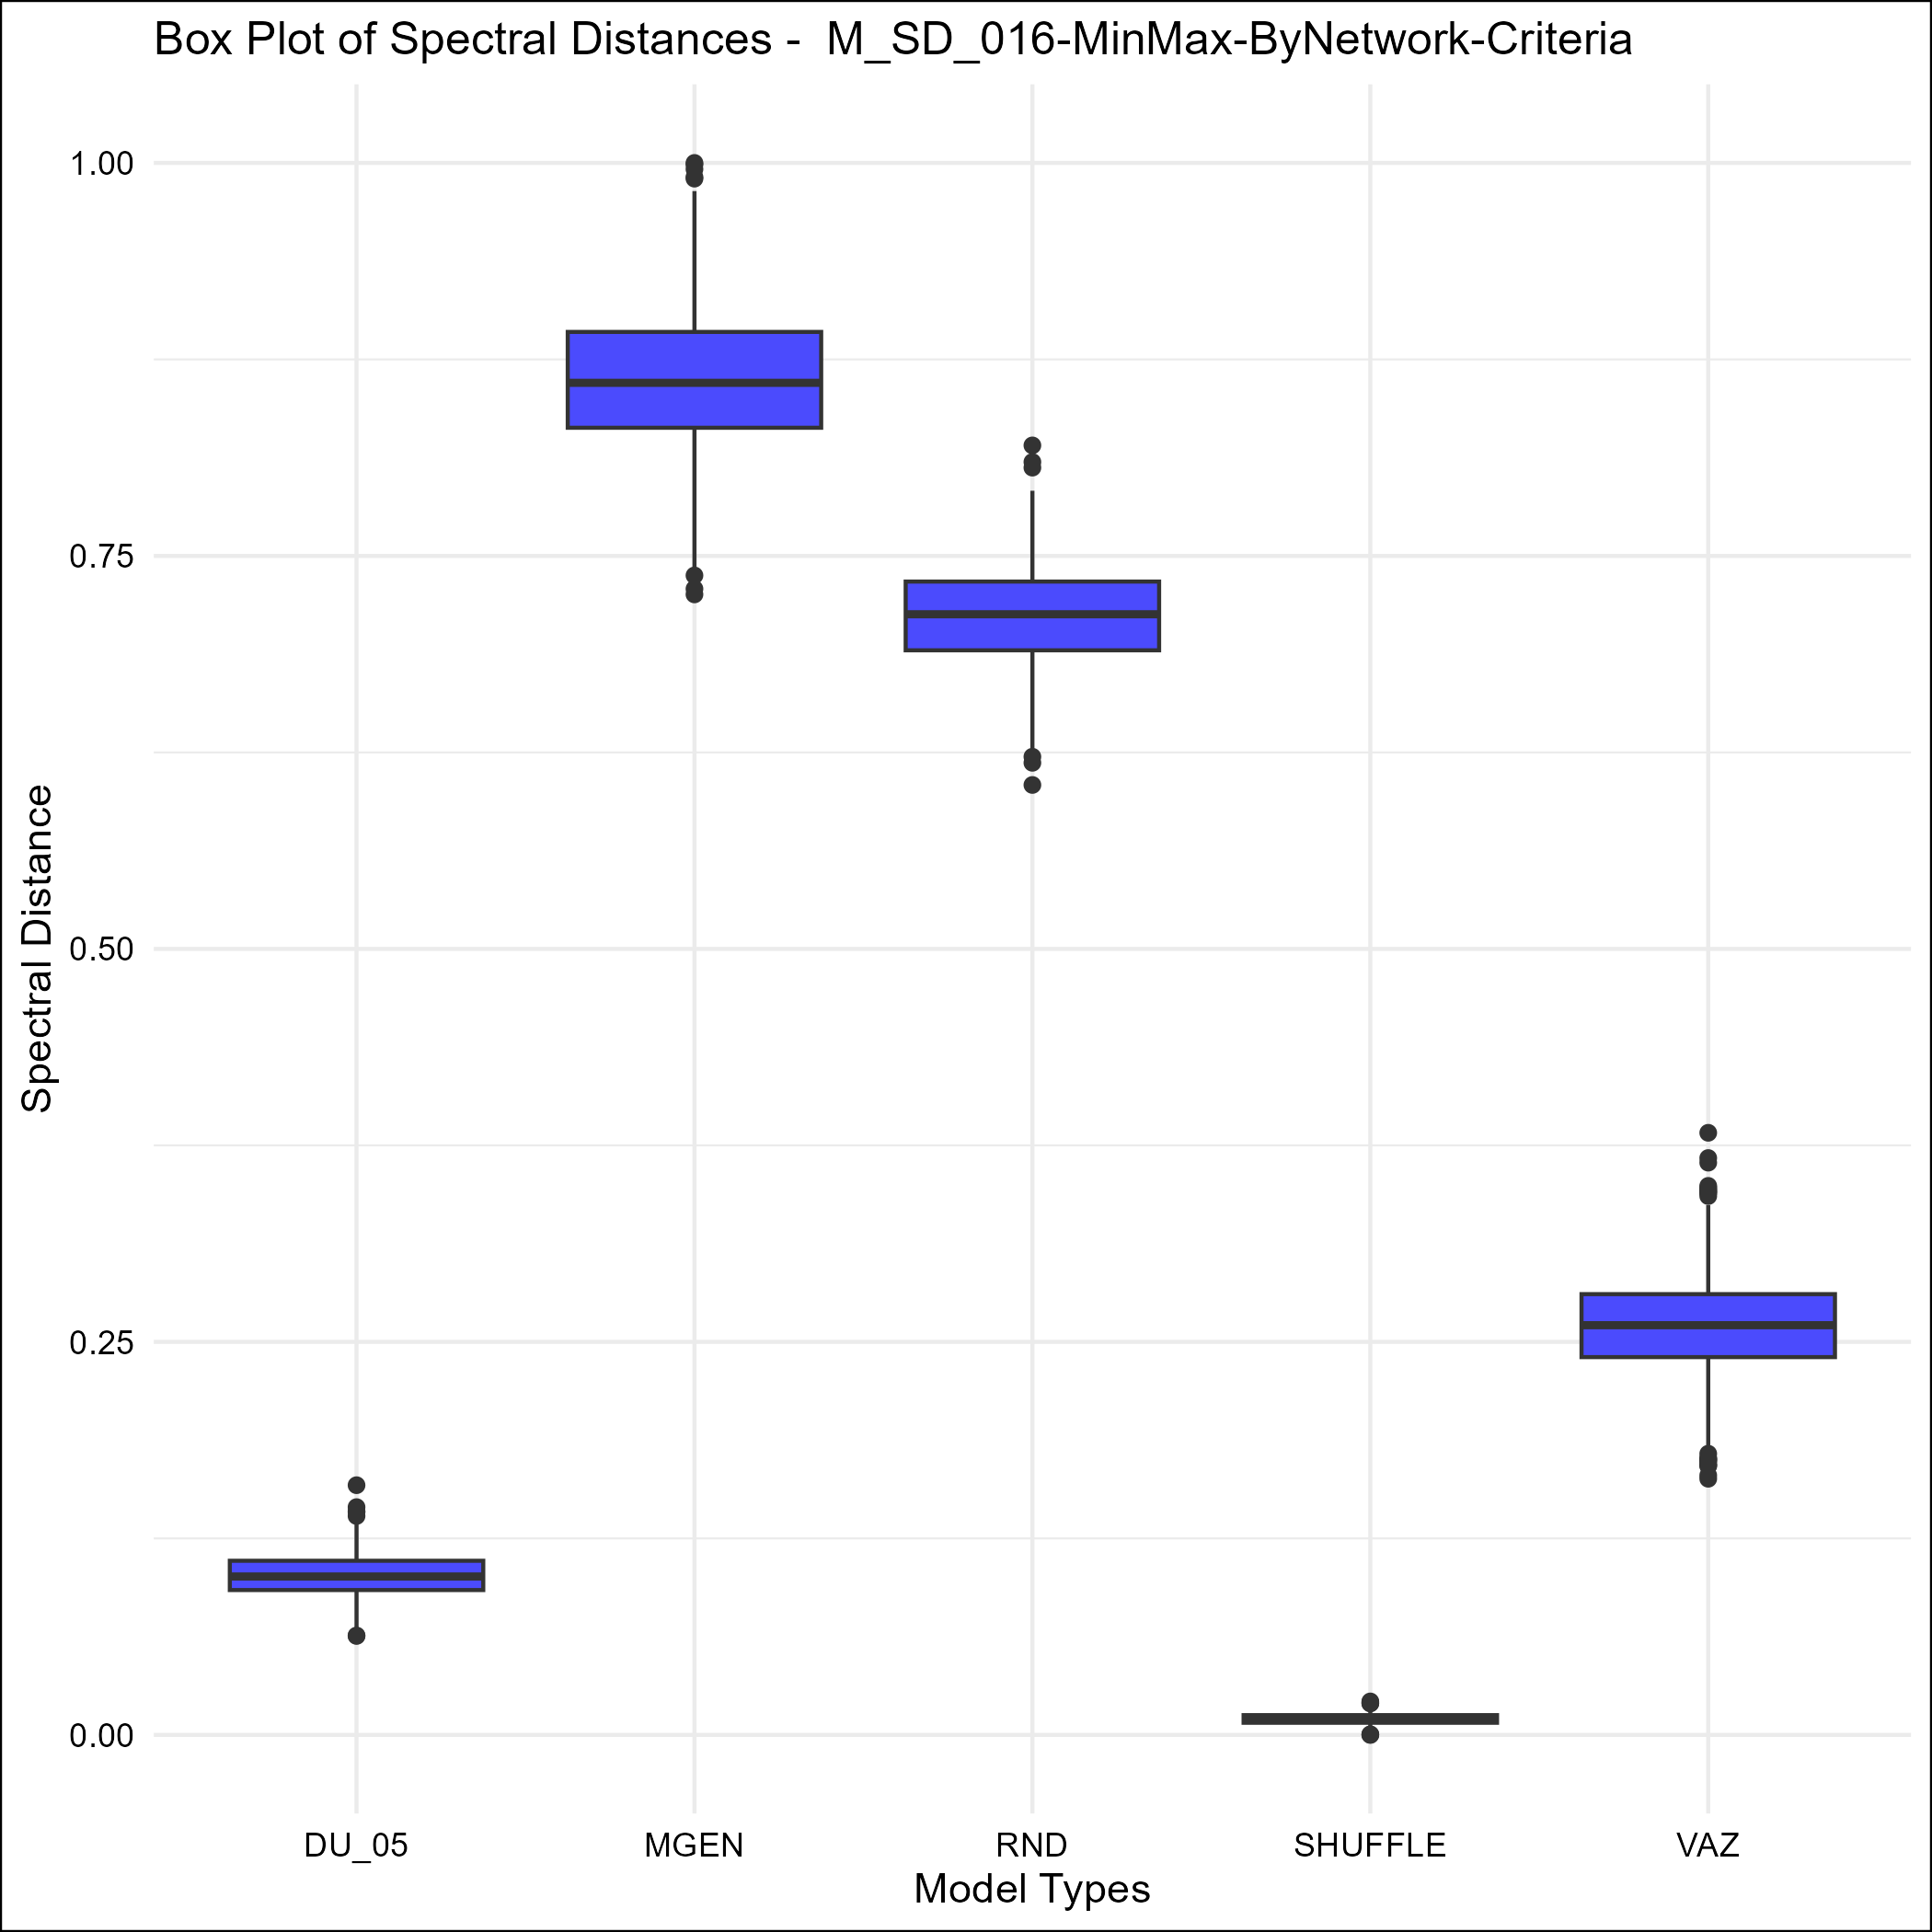 Box Plot of Spectral Distances -  M_SD_016-MinMax-ByNetwork-Criteria
Spectral Distance
1.00
0.75
0.50
0.25
0.00
DU_05 MGEN RND SHUFFLE VAZ
Model Types